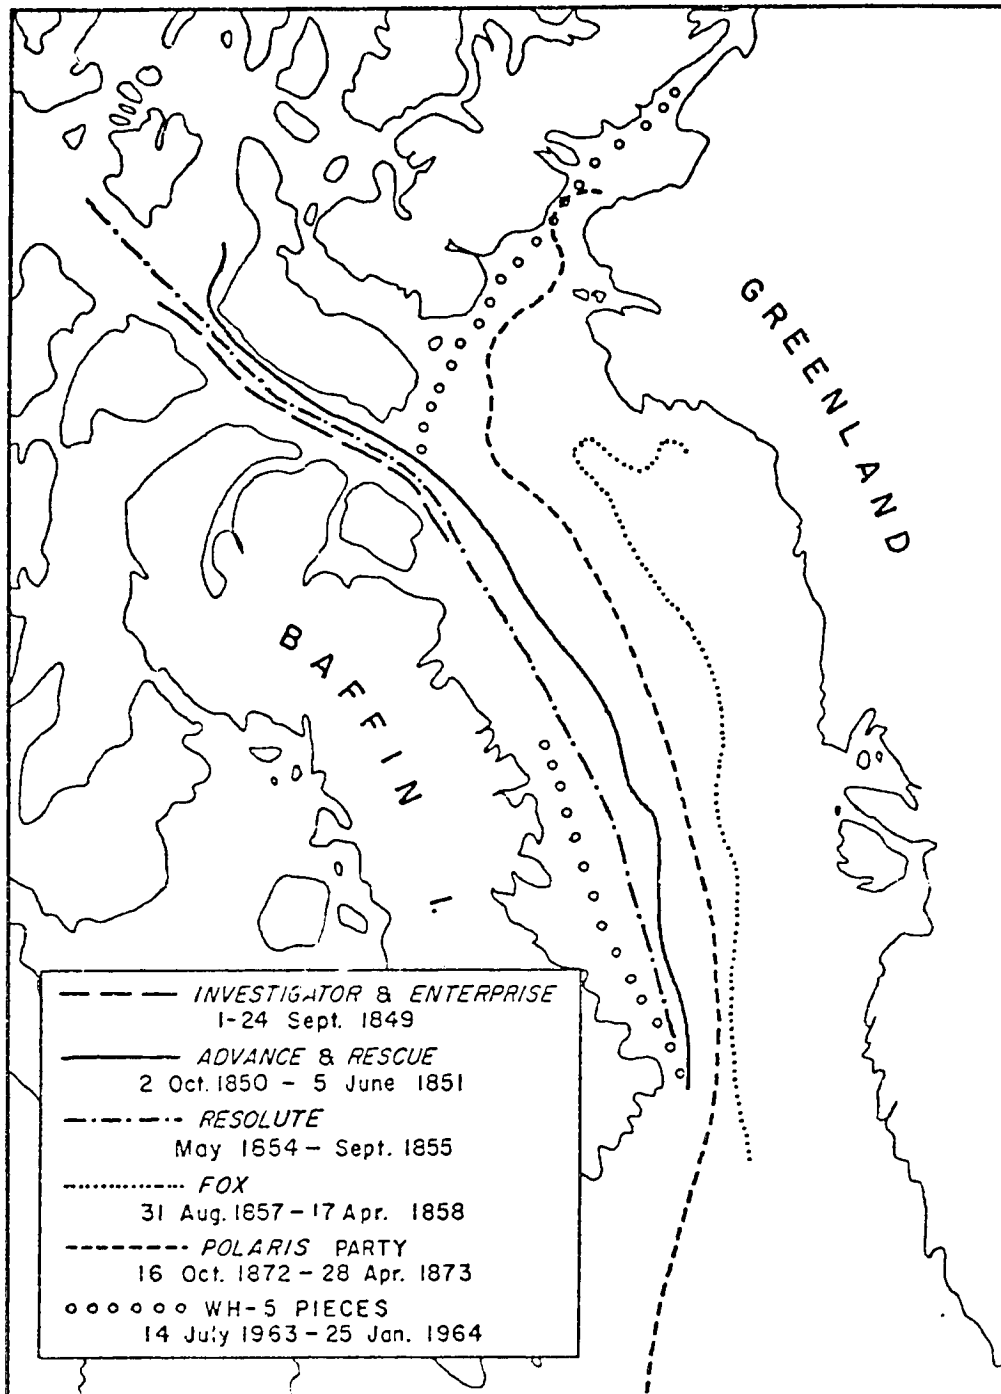 GREENLAND
BAFFIN I.
INVESTIGATOR & ENTERPRISE
1-24 Sept. 1849
ADVANCE & RESCUE
2 Oct. 1850 - 5 June 1851
RESOLUTE
May 1854 - Sept. 1855
FOX
31 Aug. 1857 - 17 Apr. 1858
POLARIS PARTY
16 Oct. 1872 - 28 Apr. 1873
WH-5 PIECES
14 July 1963 - 25 Jan. 1964